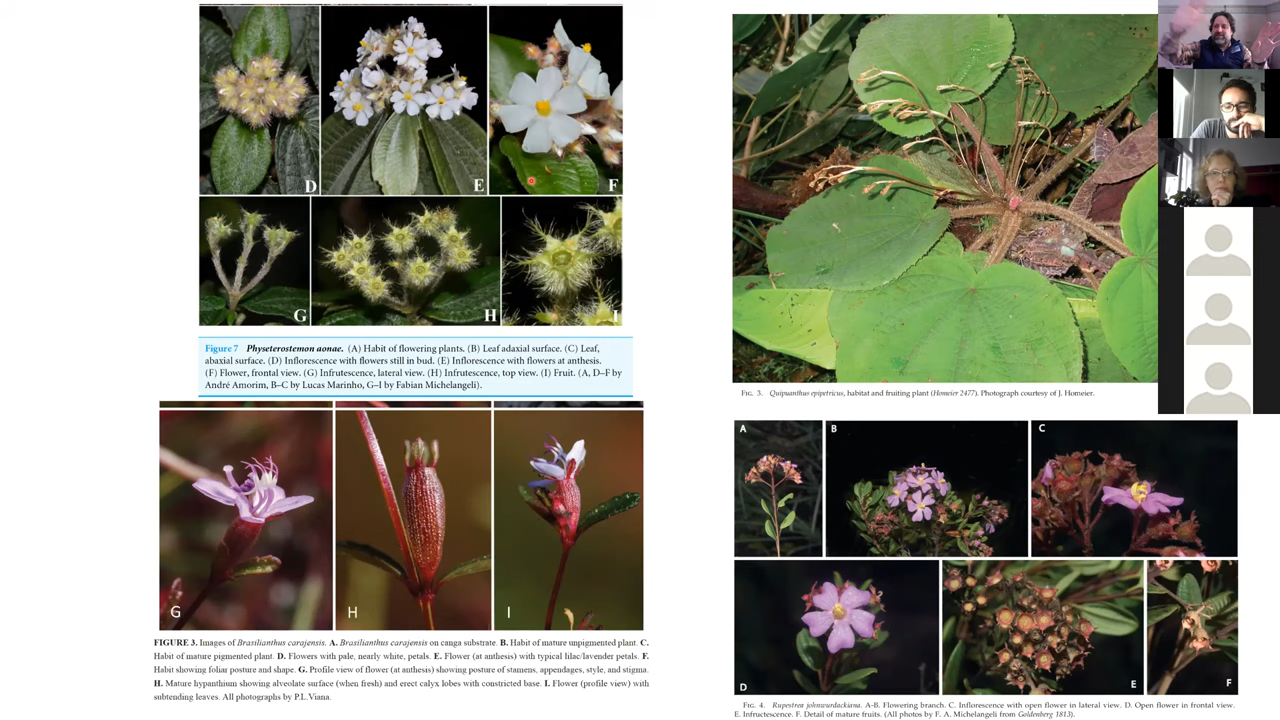 D
E
F
G
H
I
Figure 7 Physeterostemon aonae. (A) Habit of flowering plants. (B) Leaf adaxial surface. (C) Leaf,
abaxial surface. (D) Inflorescence with flowers still in bud. (E) Inflorescence with flowers at anthesis.
(F) Flower, frontal view. (G) Infrutescence, lateral view. (H) Infrutescence, top view. (I) Fruit. (A, D–F by
André Amorim, B–C by Lucas Marinho, G–I by Fabian Michelangeli).
G
H
I
FIGURE 3. Images of Brasilianthus carajensis. A. Brasilianthus carajensis on canga substrate. B. Habit of mature unpigmented plant. C.
Habit of mature pigmented plant. D. Flowers with pale, nearly white, petals. E. Flower (at anthesis) with typical lilac/lavender petals. F.
Habit showing foliar posture and shape. G. Profile view of flower (at anthesis) showing posture of stamens, appendages, style, and stigma.
H. Mature hypanthium showing alveolate surface (when fresh) and erect calyx lobes with constricted base. I. Flower (profile view) with
subtending leaves. All photographs by P.L.Viana.
FIG. 3. Quipuanthus epipetricus, habitat and fruiting plant (Homeier 2477). Photograph courtesy of J. Homeier.
A
B
C
D
E
F
FIG. 4. Rupestrea johnwurdackiana. A-B. Flowering branch. C. Inflorescence with open flower in lateral view. D. Open flower in frontal view.
E. Infructescence. F. Detail of mature fruits. (All photos by F. A. Michelangeli from Goldenberg 1813).